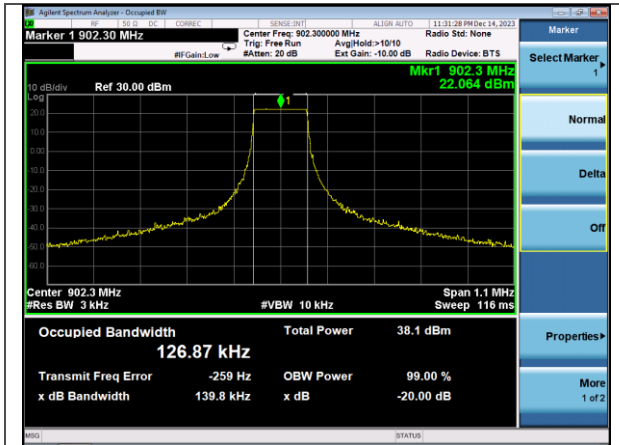 Agilent Spectrum Analyzer - Occupied BW
RF 50 Ω DC CORREC SENSE:INT ALIGN AUTO 11:31:28 PM Dec 14, 2023
Marker 1 902.30 MHz
Center Freq: 902.300000 MHz
Radio Std: None
Trig: Free Run Avg|Hold:>10/10
#IFGain:Low #Atten: 20 dB Ext Gain: -10.00 dB Radio Device: BTS
Mkr1 902.3 MHz
22.064 dBm
10 dB/div Ref 30.00 dBm
Log
20.0
10.0
0.00
-10.0
-20.0
-30.0
-40.0
-50.0
-60.0
1
Center 902.3 MHz Span 1.1 MHz
#Res BW 3 kHz #VBW 10 kHz Sweep 116 ms
Occupied Bandwidth Total Power 38.1 dBm
126.87 kHz
Transmit Freq Error -259 Hz OBW Power 99.00 %
x dB Bandwidth 139.8 kHz x dB -20.00 dB
MSG STATUS
Marker
Select Marker
1
Normal
Delta
Off
Properties
More
1 of 2